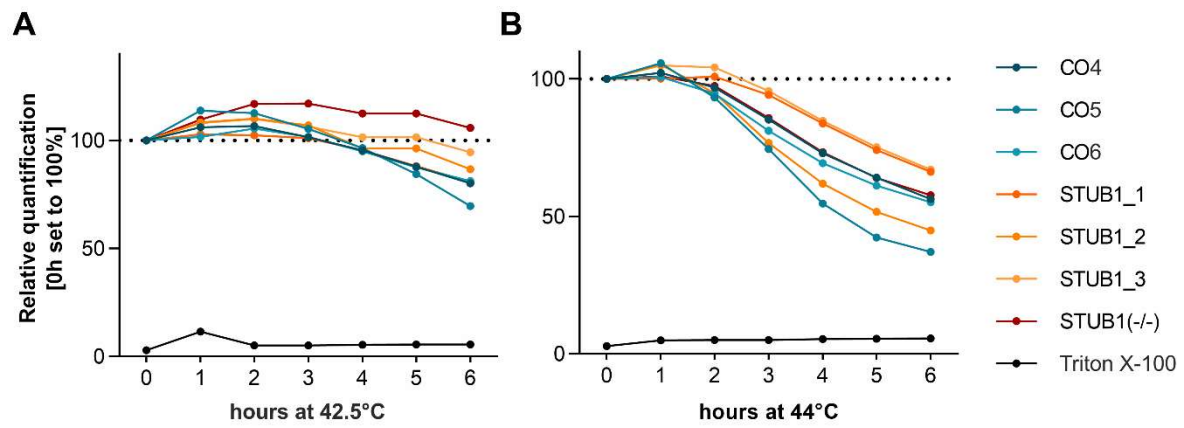 A
B
Relative quantification
[0h set to 100%]
100
50
0
0 1 2 3 4 5 6
hours at 42.5°C
100
50
0
0 1 2 3 4 5 6
hours at 44°C
CO4
CO5
CO6
STUB1_1
STUB1_2
STUB1_3
STUB1(-/-)
Triton X-100